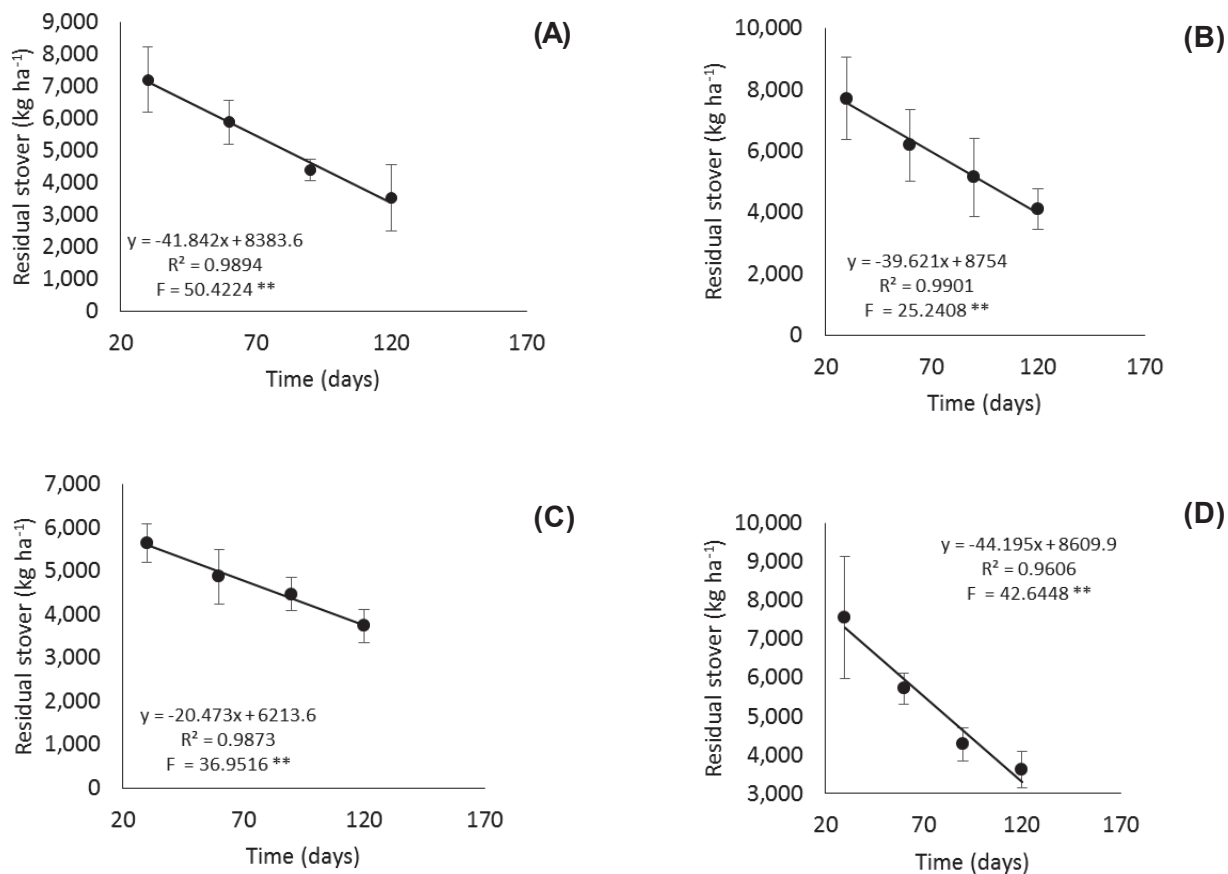 (A)
Residual stover (kg ha⁻¹)
9,000
8,000
7,000
6,000
5,000
4,000
3,000
2,000
1,000
0
y = -41.842x + 8383.6
R² = 0.9894
F = 50.4224 **
20 70 120 170
Time (days)
(B)
Residual stover (kg ha⁻¹)
10,000
8,000
6,000
4,000
2,000
0
y = -39.621x + 8754
R² = 0.9901
F = 25.2408 **
20 70 120 170
Time (days)
(C)
Residual stover (kg ha⁻¹)
7,000
6,000
5,000
4,000
3,000
2,000
1,000
0
y = -20.473x + 6213.6
R² = 0.9873
F = 36.9516 **
20 70 120 170
Time (days)
(D)
Residual stover (kg ha⁻¹)
10,000
9,000
8,000
7,000
6,000
5,000
4,000
3,000
y = -44.195x + 8609.9
R² = 0.9606
F = 42.6448 **
20 70 120 170
Time (days)